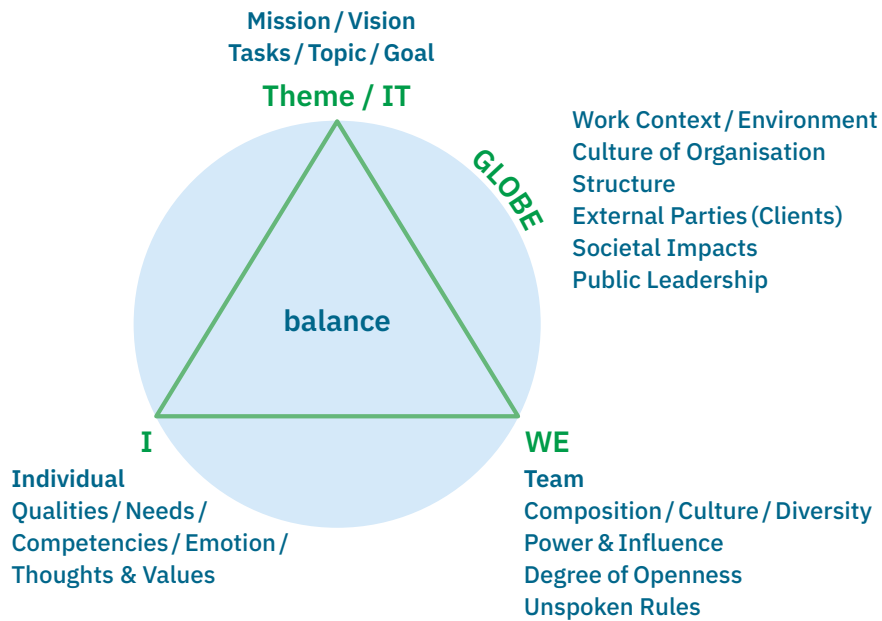 Mission / Vision
Tasks / Topic / Goal
Theme / IT
GLOBE
Work Context / Environment
Culture of Organisation
Structure
External Parties (Clients)
Societal Impacts
Public Leadership
balance
I
Individual
Qualities / Needs /
Competencies / Emotion /
Thoughts & Values
WE
Team
Composition / Culture / Diversity
Power & Influence
Degree of Openness
Unspoken Rules